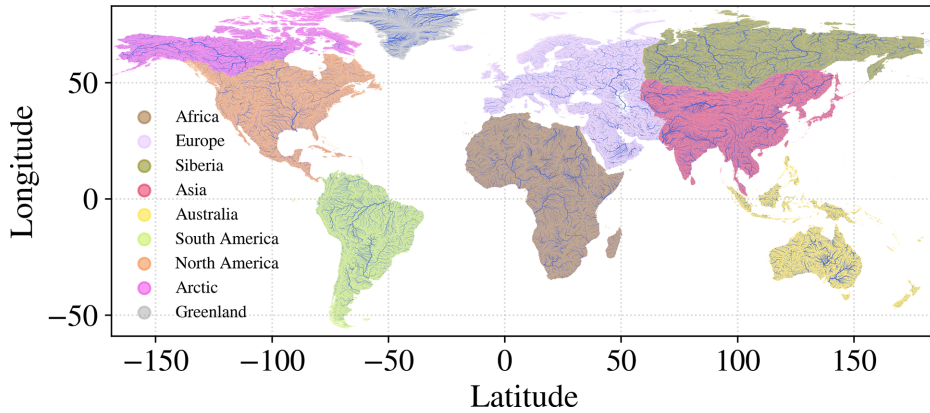 50
0
−50
Longitude
Africa
Europe
Siberia
Asia
Australia
South America
North America
Arctic
Greenland
−150
−100
−50
0
50
100
150
Latitude